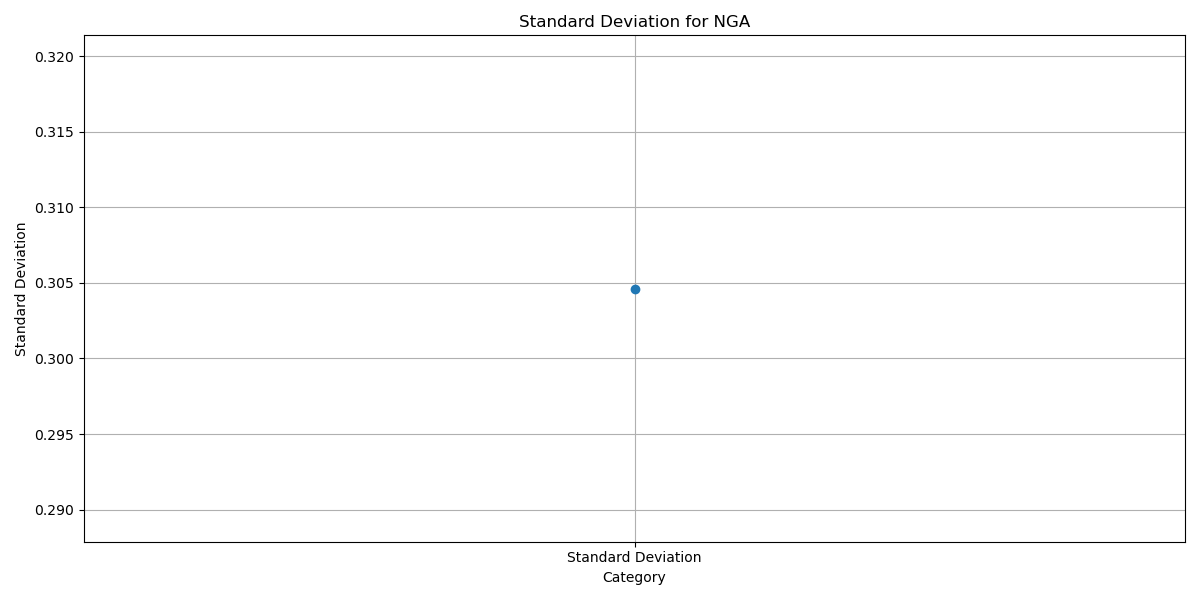 Standard Deviation for NGA
0.320
0.315
0.310
0.305
0.300
0.295
0.290
Standard Deviation
Standard Deviation
Category